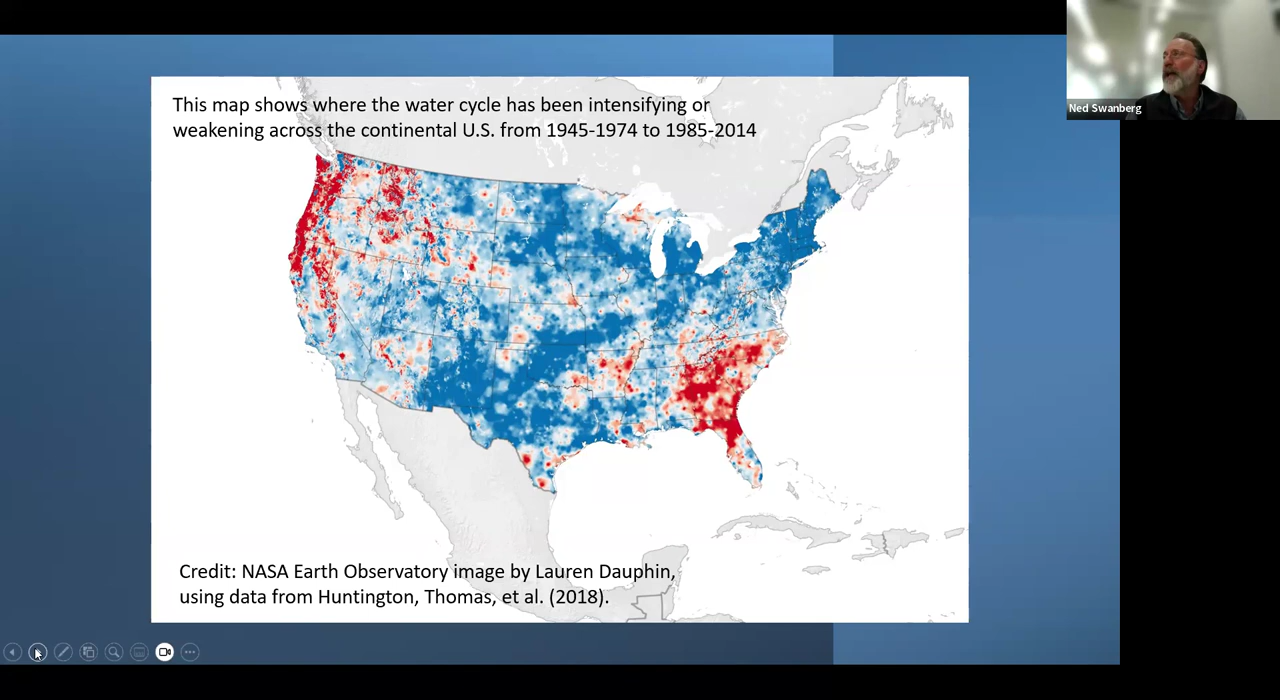 This map shows where the water cycle has been intensifying or
weakening across the continental U.S. from 1945-1974 to 1985-2014
Ned Swanberg
Credit: NASA Earth Observatory image by Lauren Dauphin,
using data from Huntington, Thomas, et al. (2018).